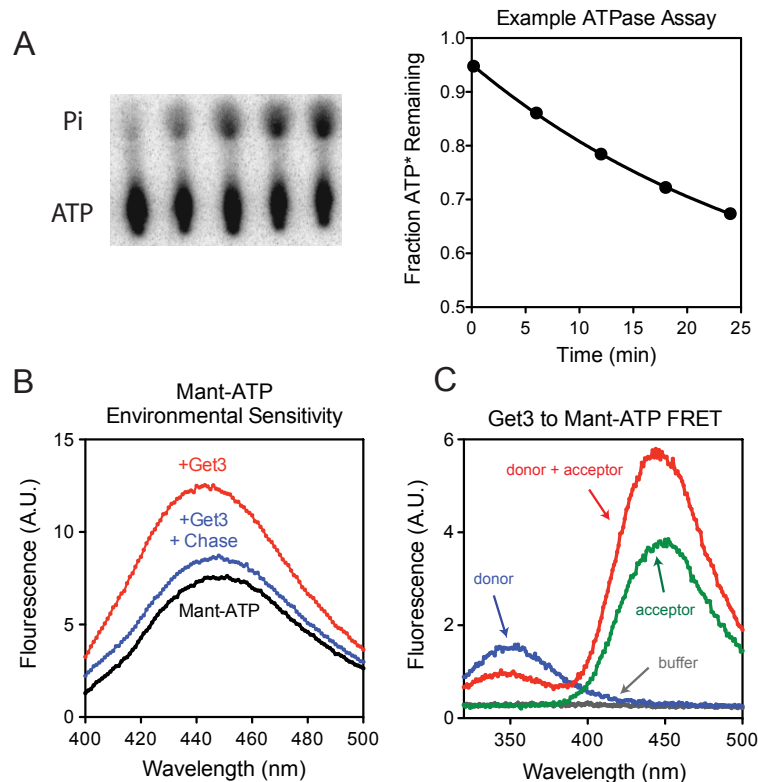 A
Pi
ATP
Example ATPase Assay
Fraction ATP* Remaining
1.0
0.9
0.8
0.7
0.6
0.5
0 5 10 15 20 25
Time (min)
B
Mant-ATP
Environmental Sensitivity
Flourescence (A.U.)
15
10
5
0
+Get3
+Get3
+ Chase
Mant-ATP
400 420 440 460 480 500
Wavelength (nm)
C
Get3 to Mant-ATP FRET
Fluorescence (A.U.)
6
4
2
0
donor + acceptor
donor
acceptor
buffer
350 400 450 500
Wavelength (nm)